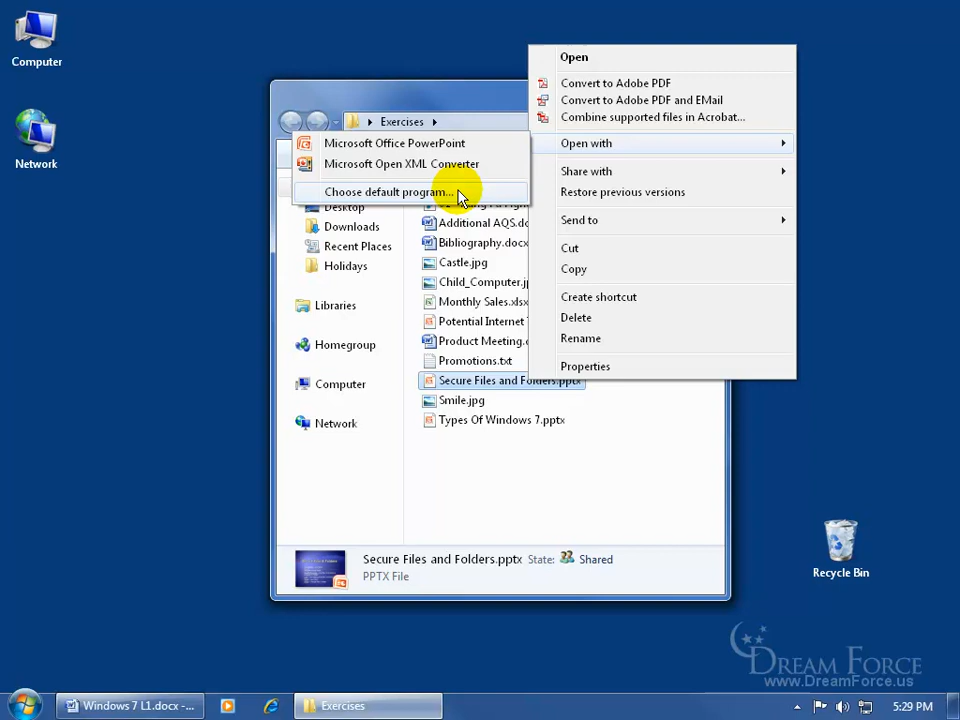 Computer
Network
Exercises
Open
Convert to Adobe PDF
Convert to Adobe PDF and EMail
Combine supported files in Acrobat...
Open with
Share with
Restore previous versions
Send to
Cut
Copy
Create shortcut
Delete
Rename
Properties
Microsoft Office PowerPoint
Microsoft Open XML Converter
Choose default program...
Desktop
Downloads
Recent Places
Holidays
Libraries
Homegroup
Computer
Network
Additional AQS.do
Bibliography.docx
Castle.jpg
Child_Computer.jp
Monthly Sales.xlsx
Potential Internet
Product Meeting.
Promotions.txt
Secure Files and Folders.pptx
Smile.jpg
Types Of Windows 7.pptx
Secure Files and Folders.pptx State: Shared
PPTX File
Recycle Bin
DREAM FORCE
www.DreamForce.us
Windows 7 L1.docx -...
Exercises
5:29 PM